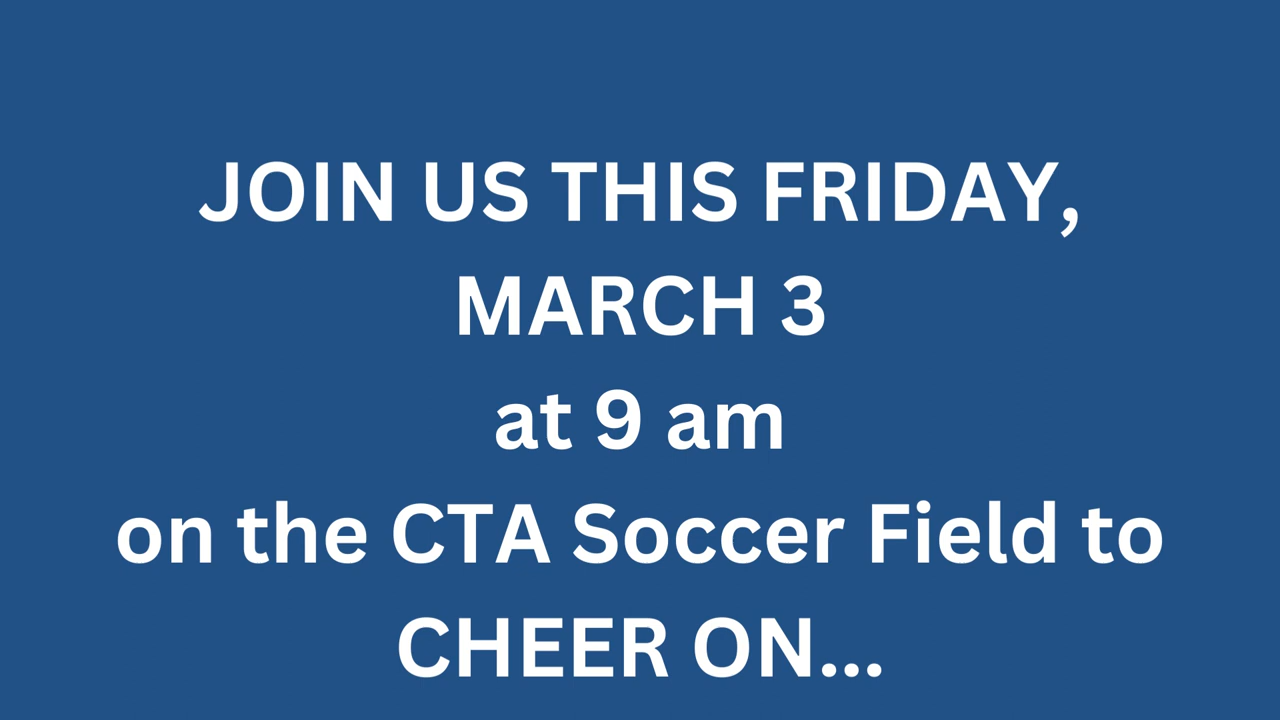 JOIN US THIS FRIDAY,
MARCH 3
at 9 am
on the CTA Soccer Field to
CHEER ON...